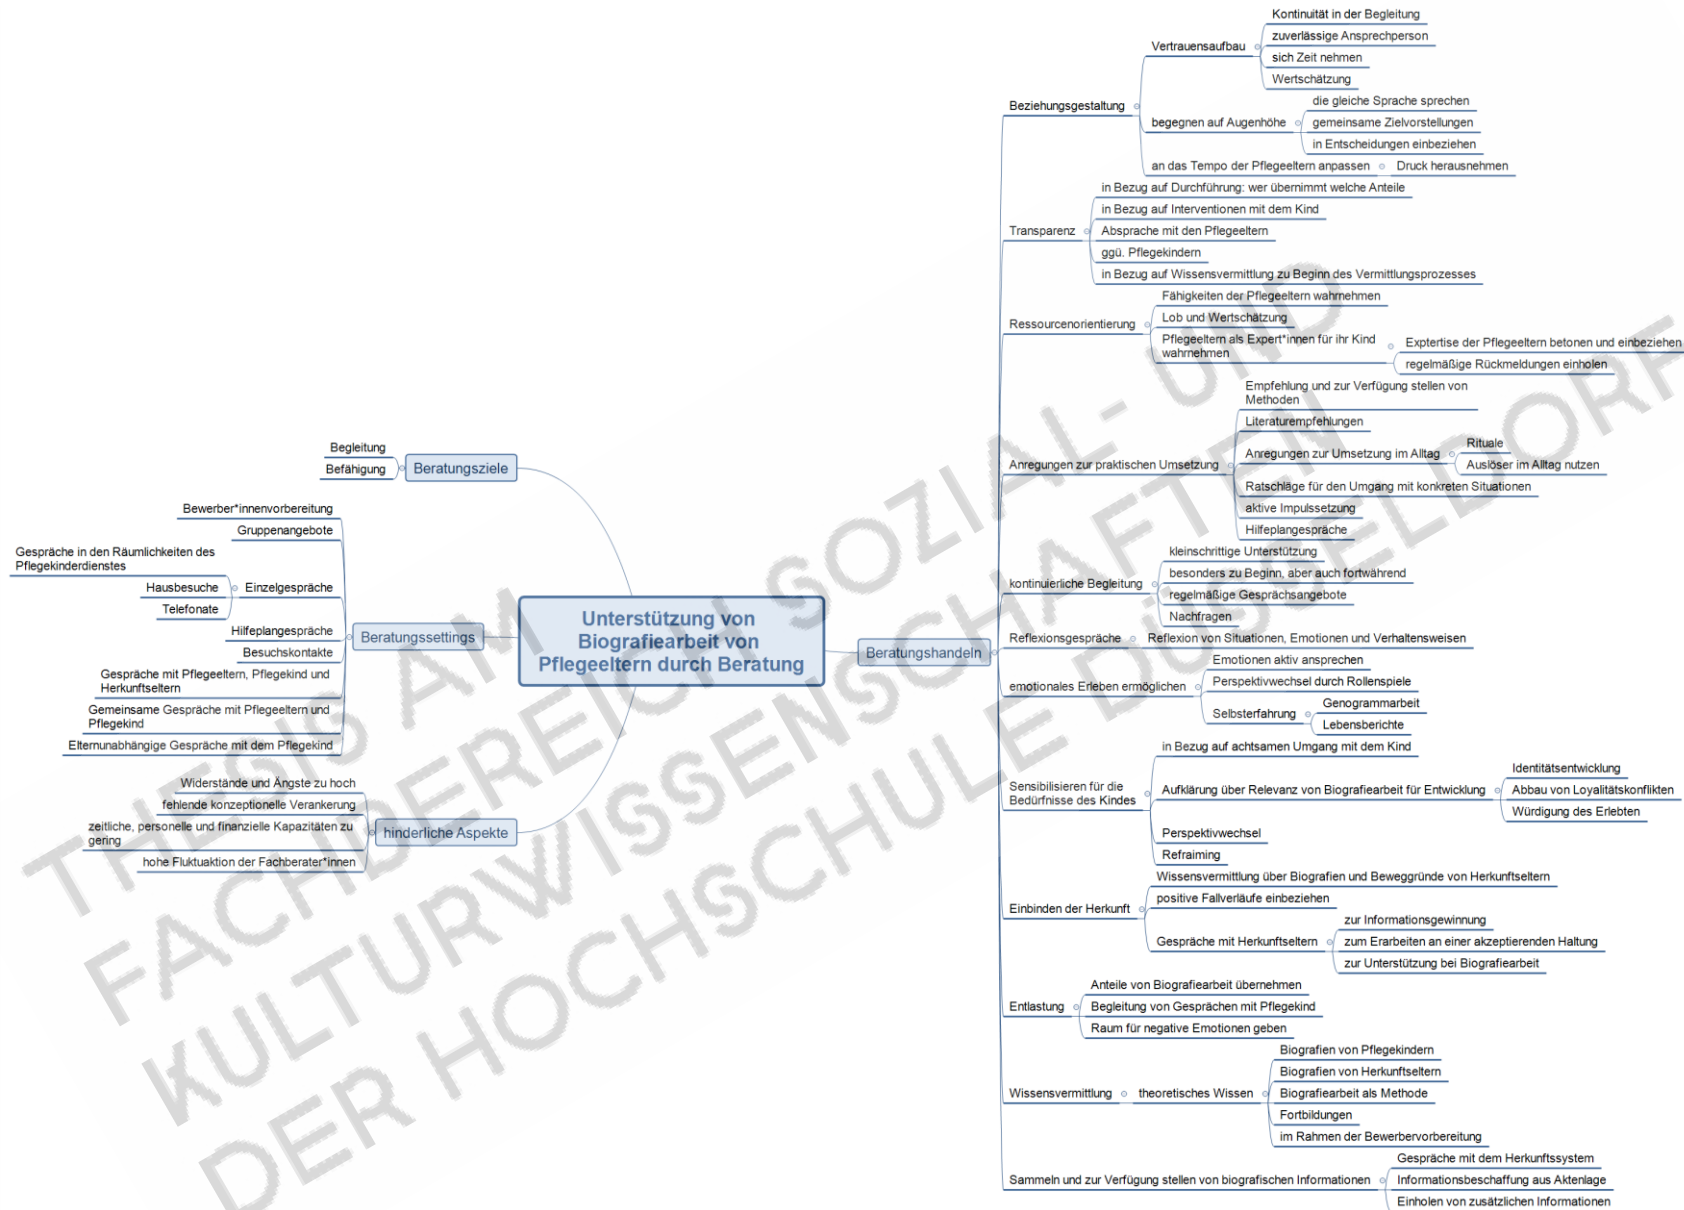 Unterstützung von
Biografiearbeit von
Pflegeeltern durch Beratung
Beratungsziele
Begleitung
Befähigung
Beratungssettings
Bewerber*innenvorbereitung
Gruppenangebote
Einzelgespräche
Gespräche in den Räumlichkeiten des
Pflegekinderdienstes
Hausbesuche
Telefonate
Hilfeplangespräche
Besuchskontakte
Gespräche mit Pflegeeltern, Pflegekind und
Herkunftseltern
Gemeinsame Gespräche mit Pflegeeltern und
Pflegekind
Elternunabhängige Gespräche mit dem Pflegekind
hinderliche Aspekte
Widerstände und Ängste zu hoch
fehlende konzeptionelle Verankerung
zeitliche, personelle und finanzielle Kapazitäten zu
gering
hohe Fluktuaktion der Fachberater*innen
Beratungshandeln
Beziehungsgestaltung
Vertrauensaufbau
Kontinuität in der Begleitung
zuverlässige Ansprechperson
sich Zeit nehmen
Wertschätzung
begegnen auf Augenhöhe
die gleiche Sprache sprechen
gemeinsame Zielvorstellungen
in Entscheidungen einbeziehen
an das Tempo der Pflegeeltern anpassen
Druck herausnehmen
Transparenz
in Bezug auf Durchführung: wer übernimmt welche Anteile
in Bezug auf Interventionen mit dem Kind
Absprache mit den Pflegeeltern
ggü. Pflegekindern
in Bezug auf Wissensvermittlung zu Beginn des Vermittlungsprozesses
Ressourcenorientierung
Fähigkeiten der Pflegeeltern wahrnehmen
Lob und Wertschätzung
Pflegeeltern als Expert*innen für ihr Kind
wahrnehmen
Exptertise der Pflegeeltern betonen und einbeziehen
regelmäßige Rückmeldungen einholen
Anregungen zur praktischen Umsetzung
Empfehlung und zur Verfügung stellen von
Methoden
Literaturempfehlungen
Anregungen zur Umsetzung im Alltag
Rituale
Auslöser im Alltag nutzen
Ratschläge für den Umgang mit konkreten Situationen
aktive Impulssetzung
Hilfeplangespräche
kontinuierliche Begleitung
kleinschrittige Unterstützung
besonders zu Beginn, aber auch fortwährend
regelmäßige Gesprächsangebote
Nachfragen
Reflexionsgespräche
Reflexion von Situationen, Emotionen und Verhaltensweisen
emotionales Erleben ermöglichen
Emotionen aktiv ansprechen
Perspektivwechsel durch Rollenspiele
Selbsterfahrung
Genogrammarbeit
Lebensberichte
Sensibilisieren für die
Bedürfnisse des Kindes
in Bezug auf achtsamen Umgang mit dem Kind
Aufklärung über Relevanz von Biografiearbeit für Entwicklung
Identitätsentwicklung
Abbau von Loyalitätskonflikten
Würdigung des Erlebten
Perspektivwechsel
Refraiming
Einbinden der Herkunft
Wissensvermittlung über Biografien und Beweggründe von Herkunftseltern
positive Fallverläufe einbeziehen
Gespräche mit Herkunftseltern
zur Informationsgewinnung
zum Erarbeiten an einer akzeptierenden Haltung
zur Unterstützung bei Biografiearbeit
Entlastung
Anteile von Biografiearbeit übernehmen
Begleitung von Gesprächen mit Pflegekind
Raum für negative Emotionen geben
Wissensvermittlung
theoretisches Wissen
Biografien von Pflegekindern
Biografien von Herkunftseltern
Biografiearbeit als Methode
Fortbildungen
im Rahmen der Bewerbervorbereitung
Sammeln und zur Verfügung stellen von biografischen Informationen
Gespräche mit dem Herkunftssystem
Informationsbeschaffung aus Aktenlage
Einholen von zusätzlichen Informationen
THESIS AM
FACHBEREICH SOZIAL- UND
KULTURWISSENSCHAFTEN
DER HOCHSCHULE DÜSSELDORF